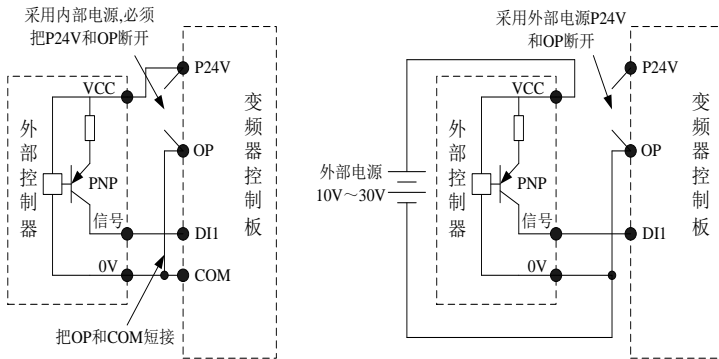 采用内部电源,必须
把P24V和OP断开
P24V
VCC
外部控制器
PNP
OP
变频器控制板
信号
DI1
0V
COM
把OP和COM短接
采用外部电源P24V
和OP断开
P24V
VCC
外部控制器
PNP
OP
变频器控制板
外部电源
10V～30V
信号
DI1
0V